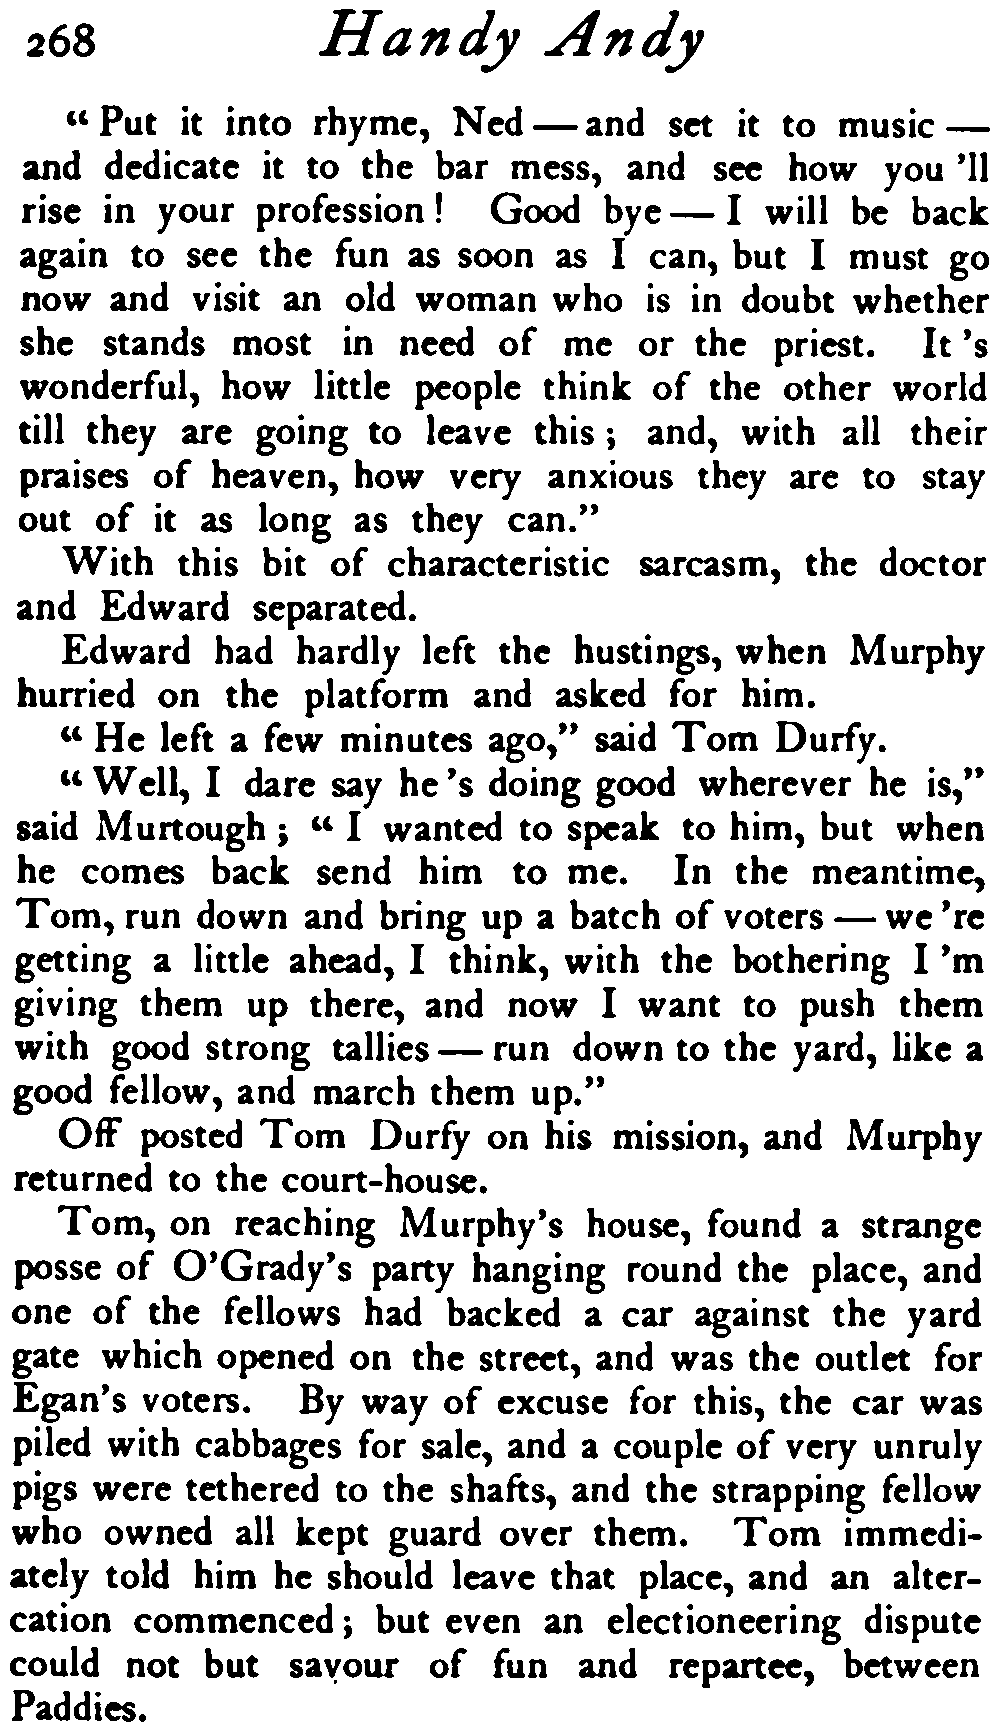 268 Handy Andy
“ Put it into rhyme, Ned — and set it to music —
and dedicate it to the bar mess, and see how you 'll
rise in your profession ! Good bye — I will be back
again to see the fun as soon as I can, but I must go
now and visit an old woman who is in doubt whether
she stands most in need of me or the priest. It 's
wonderful, how little people think of the other world
till they are going to leave this ; and, with all their
praises of heaven, how very anxious they are to stay
out of it as long as they can.”
With this bit of characteristic sarcasm, the doctor
and Edward separated.
Edward had hardly left the hustings, when Murphy
hurried on the platform and asked for him.
“ He left a few minutes ago,” said Tom Durfy.
“ Well, I dare say he 's doing good wherever he is,”
said Murtough ; “ I wanted to speak to him, but when
he comes back send him to me. In the meantime,
Tom, run down and bring up a batch of voters — we 're
getting a little ahead, I think, with the bothering I 'm
giving them up there, and now I want to push them
with good strong tallies — run down to the yard, like a
good fellow, and march them up.”
Off posted Tom Durfy on his mission, and Murphy
returned to the court-house.
Tom, on reaching Murphy's house, found a strange
posse of O'Grady's party hanging round the place, and
one of the fellows had backed a car against the yard
gate which opened on the street, and was the outlet for
Egan's voters. By way of excuse for this, the car was
piled with cabbages for sale, and a couple of very unruly
pigs were tethered to the shafts, and the strapping fellow
who owned all kept guard over them. Tom immedi-
ately told him he should leave that place, and an alter-
cation commenced ; but even an electioneering dispute
could not but savour of fun and repartee, between
Paddies.